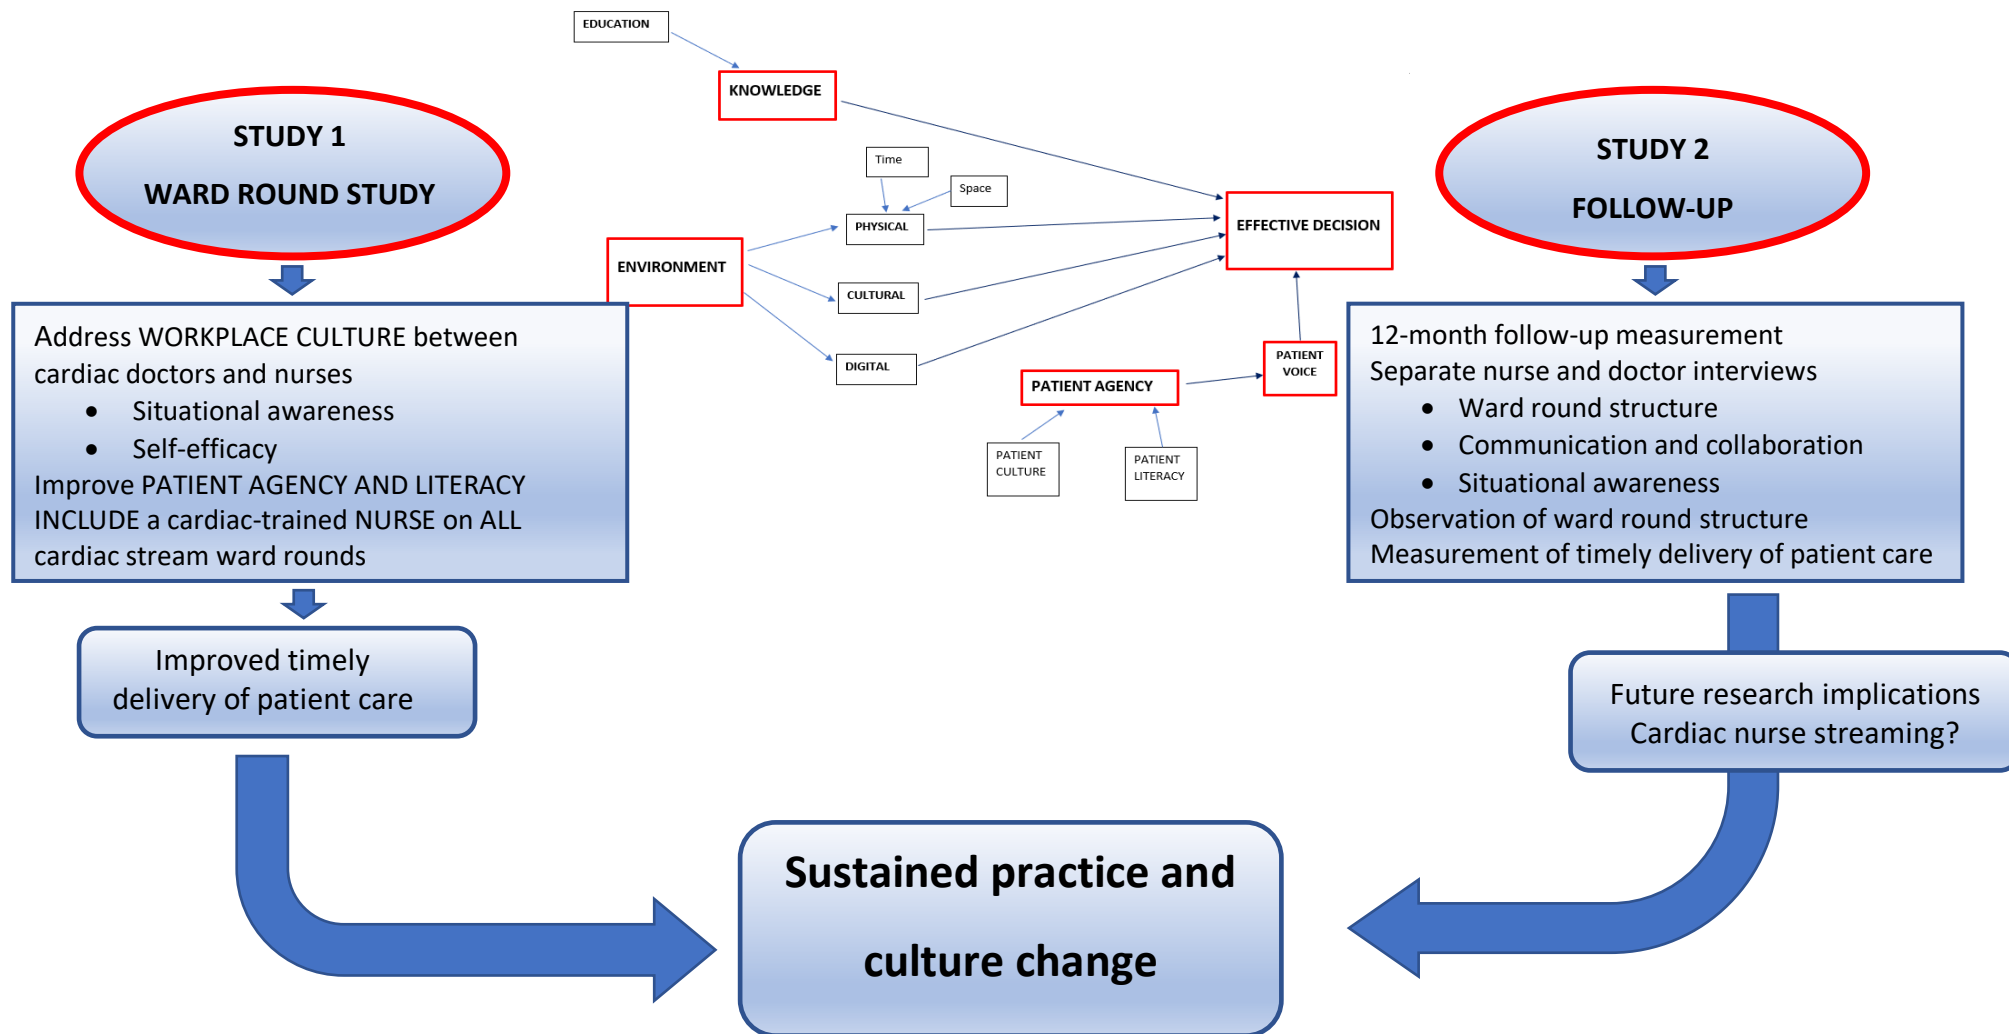 EDUCATION
KNOWLEDGE
STUDY 1
WARD ROUND STUDY
Time
Space
PHYSICAL
ENVIRONMENT
CULTURAL
DIGITAL
EFFECTIVE DECISION
PATIENT
VOICE
PATIENT AGENCY
PATIENT
CULTURE
PATIENT
LITERACY
STUDY 2
FOLLOW-UP
Address WORKPLACE CULTURE between
cardiac doctors and nurses
• Situational awareness
• Self-efficacy
Improve PATIENT AGENCY AND LITERACY
INCLUDE a cardiac-trained NURSE on ALL
cardiac stream ward rounds
12-month follow-up measurement
Separate nurse and doctor interviews
• Ward round structure
• Communication and collaboration
• Situational awareness
Observation of ward round structure
Measurement of timely delivery of patient care
Improved timely
delivery of patient care
Future research implications
Cardiac nurse streaming?
Sustained practice and
culture change